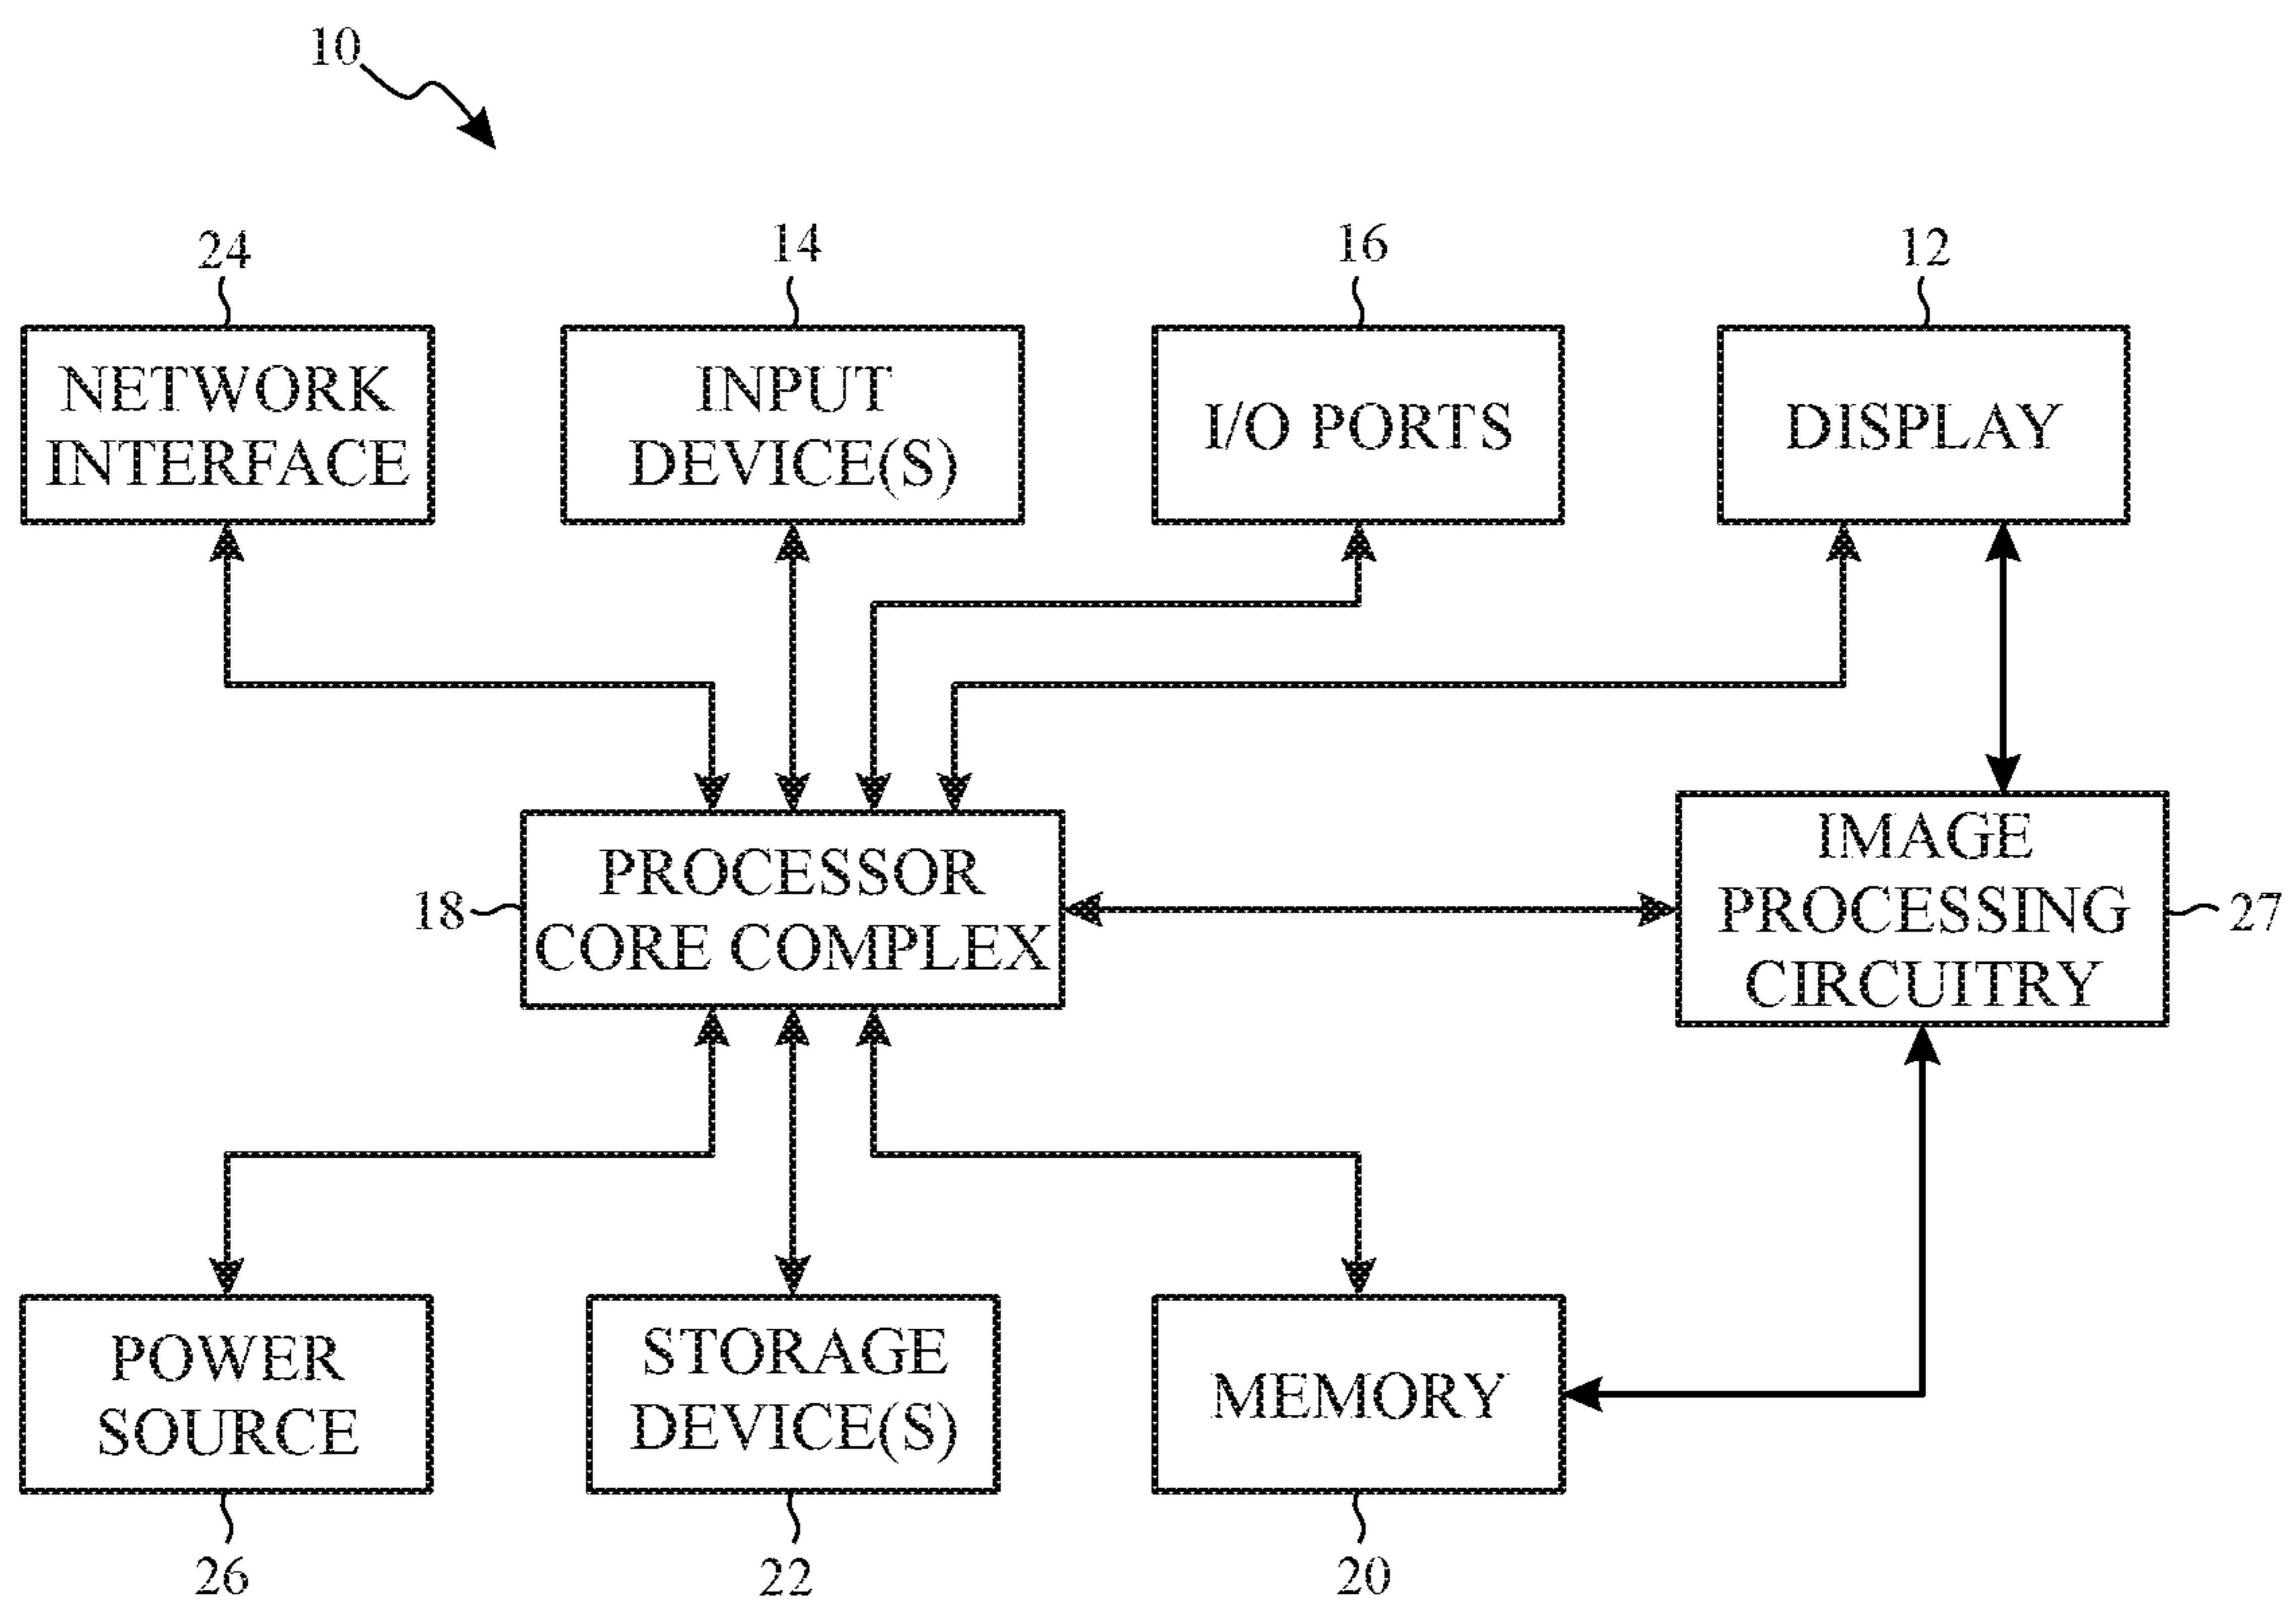 10
24
14
16
12
NETWORK
INTERFACE
INPUT
DEVICE(S)
I/O PORTS
DISPLAY
18
PROCESSOR
CORE COMPLEX
IMAGE
PROCESSING
CIRCUITRY
27
POWER
SOURCE
STORAGE
DEVICE(S)
MEMORY
26
22
20